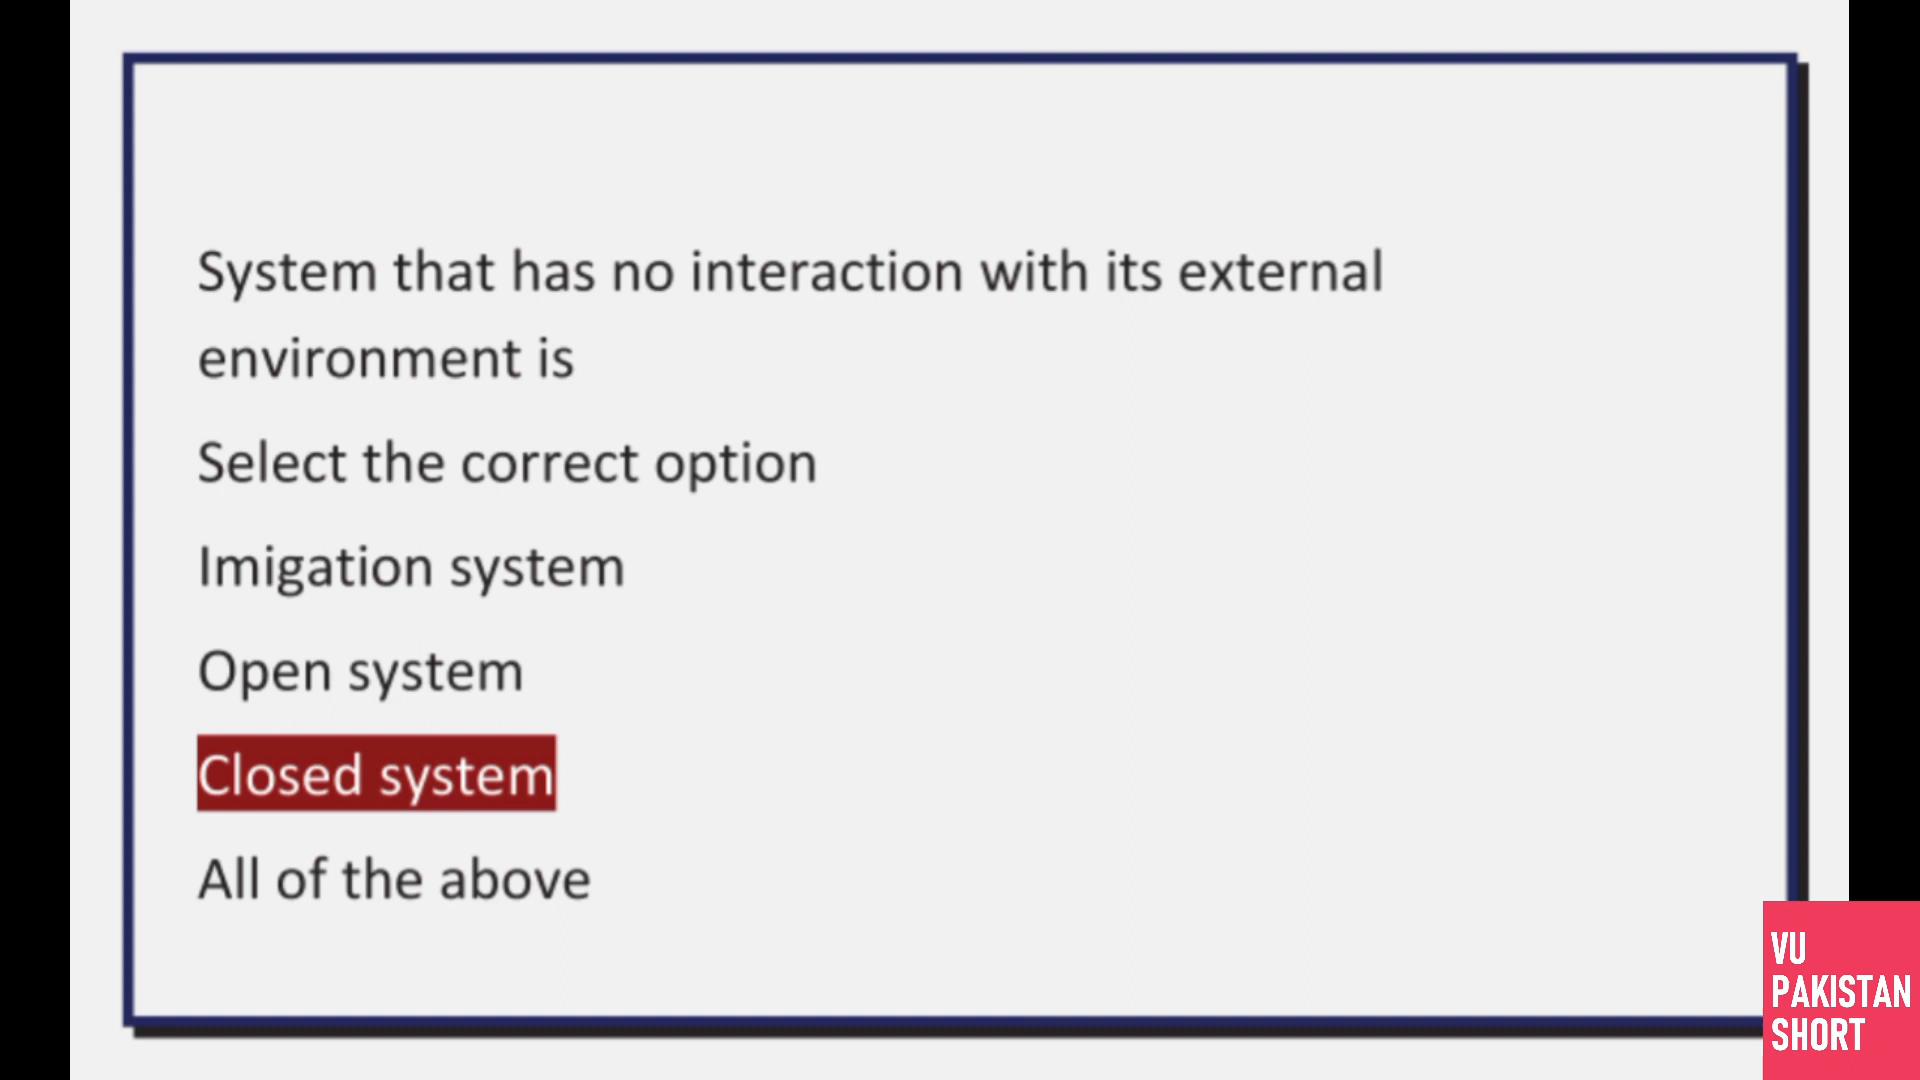 System that has no interaction with its external
environment is
Select the correct option
Imigation system
Open system
Closed system
All of the above
VU
PAKISTAN
SHORT